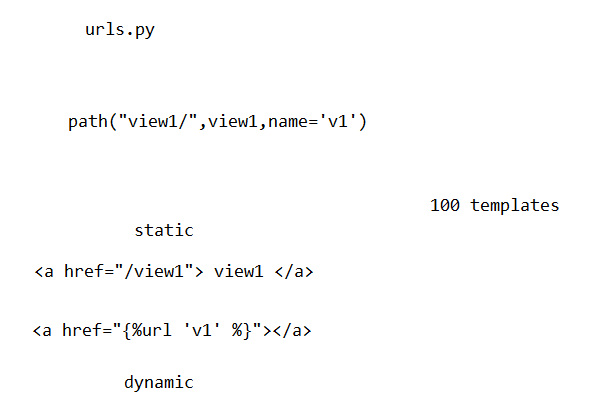 urls.py
path("view1/",view1,name='v1')
100 templates
static
<a href="/view1"> view1 </a>
<a href="{%url 'v1' %}"></a>
dynamic